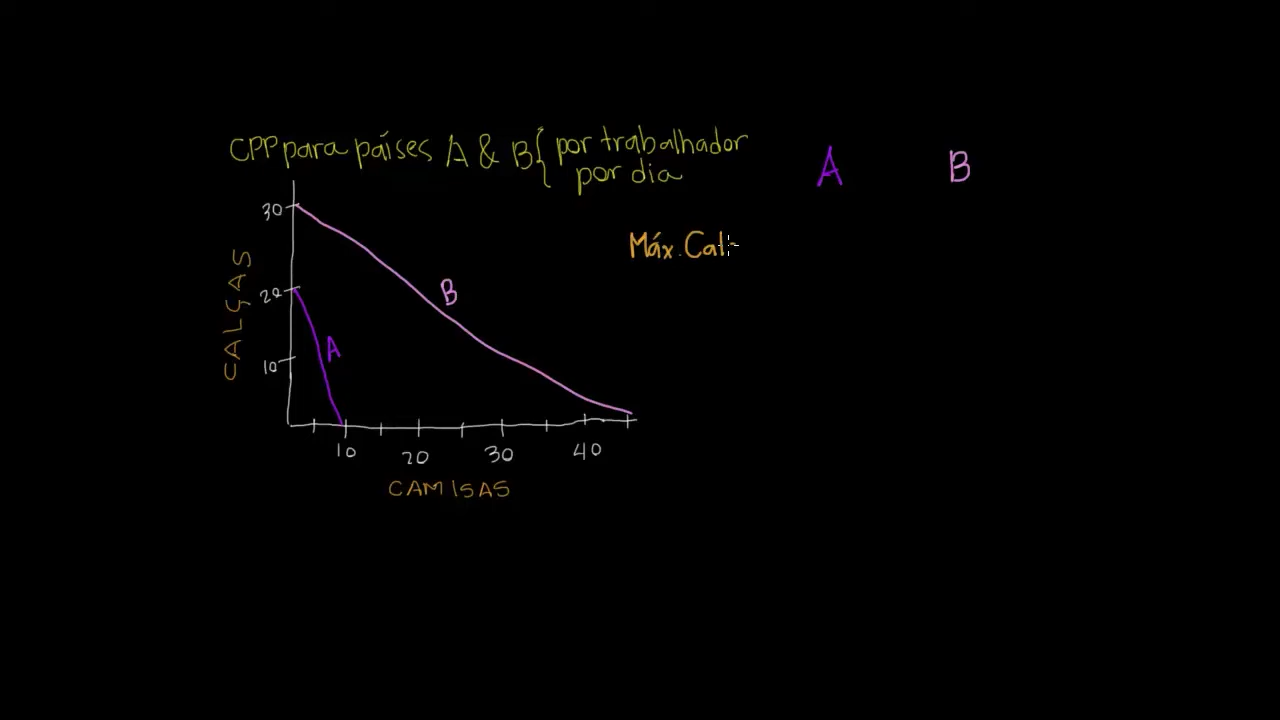 CPP para países A & B { por trabalhador
por dia
A B
Máx. Cal
30
20
10
CALÇAS
B
A
10 20 30 40
CAMISAS